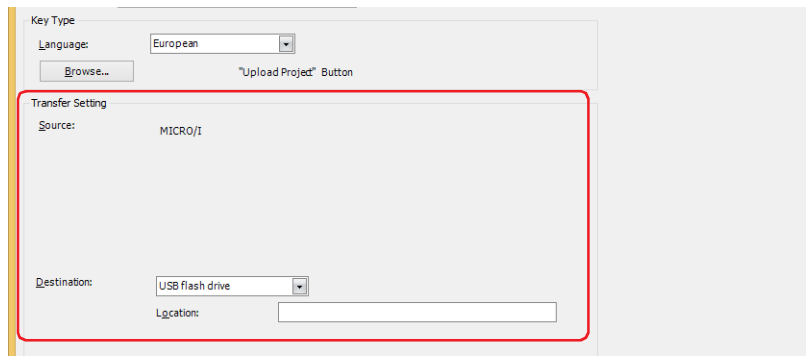 Key Type
Language: European
Browse... "Upload Project" Button
Transfer Setting
Source: MICRO/I
Destination: USB flash drive
Location: